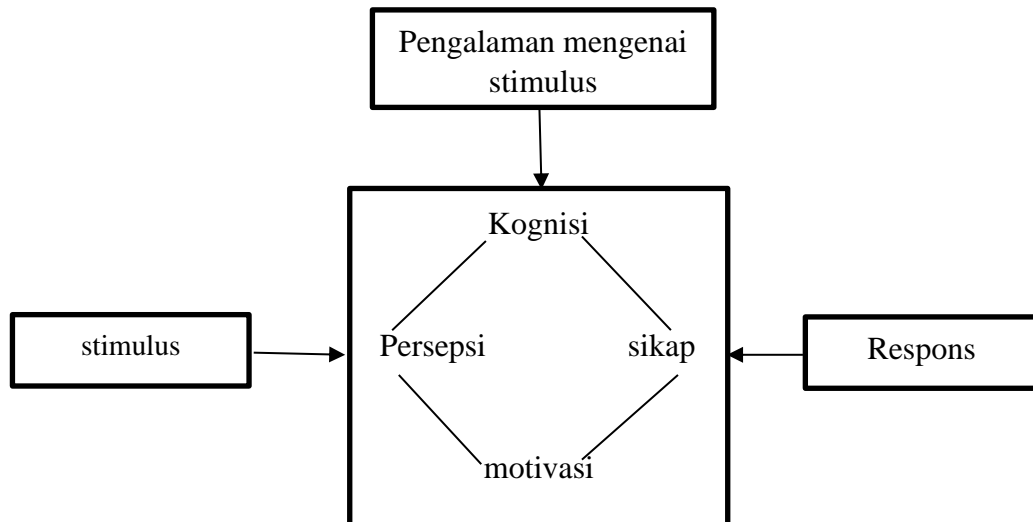 Pengalaman mengenai
stimulus
Kognisi
stimulus
Persepsi
sikap
Respons
motivasi